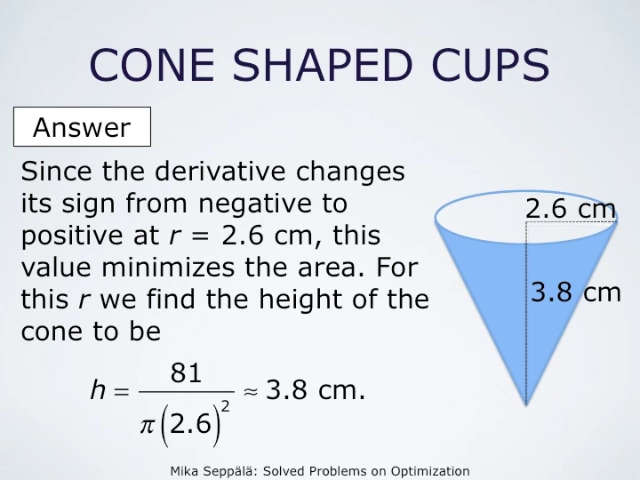 CONE SHAPED CUPS
Answer
Since the derivative changes
its sign from negative to
positive at r = 2.6 cm, this
value minimizes the area. For
this r we find the height of the
cone to be
h = 81 / π(2.6)² ≈ 3.8 cm.
2.6 cm
3.8 cm
Mika Seppälä: Solved Problems on Optimization